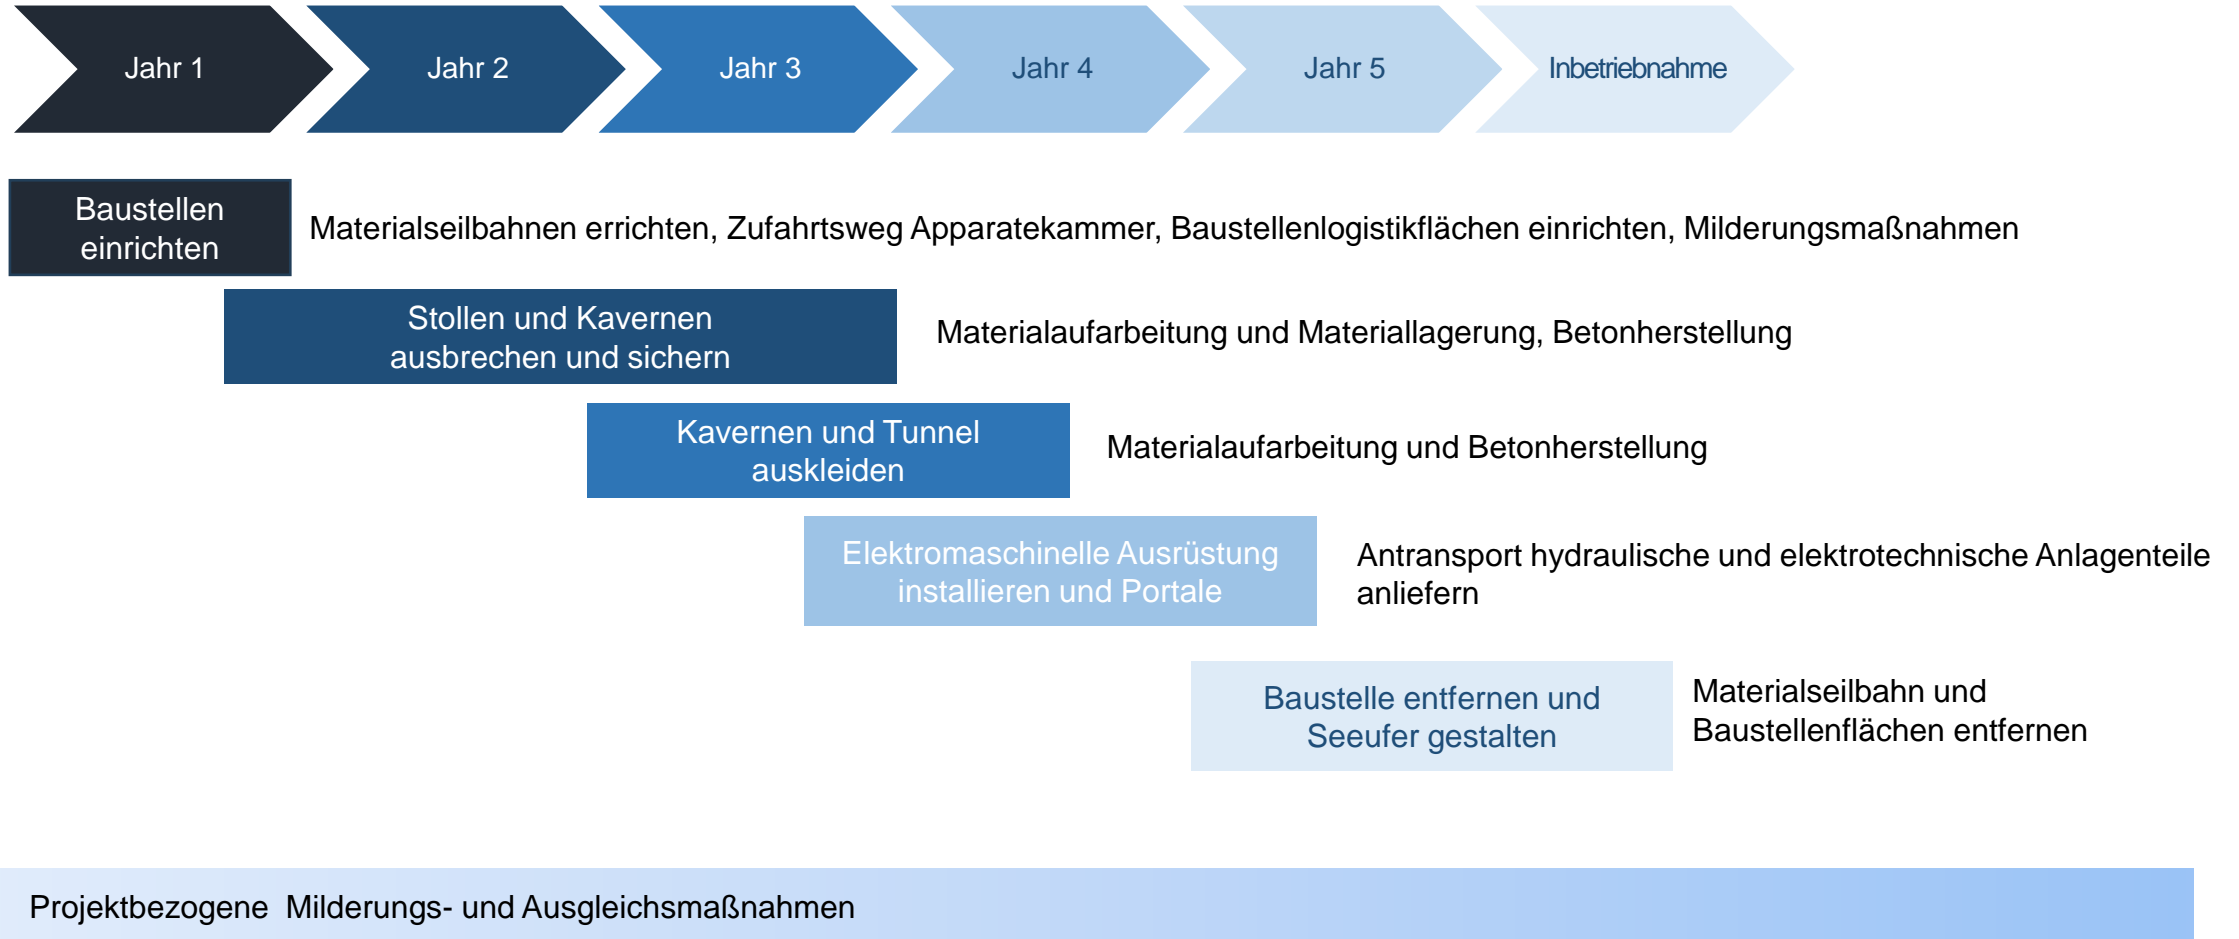 Jahr 1
Jahr 2
Jahr 3
Jahr 4
Jahr 5
Inbetriebnahme
Baustellen
einrichten
Materialseilbahnen errichten, Zufahrtsweg Apparatekammer, Baustellenlogistikflächen einrichten, Milderungsmaßnahmen
Stollen und Kavernen
ausbrechen und sichern
Materialaufarbeitung und Materiallagerung, Betonherstellung
Kavernen und Tunnel
auskleiden
Materialaufarbeitung und Betonherstellung
Elektromaschinelle Ausrüstung
installieren und Portale
Antransport hydraulische und elektrotechnische Anlagenteile
anliefern
Baustelle entfernen und
Seeufer gestalten
Materialseilbahn und
Baustellenflächen entfernen
Projektbezogene  Milderungs- und Ausgleichsmaßnahmen